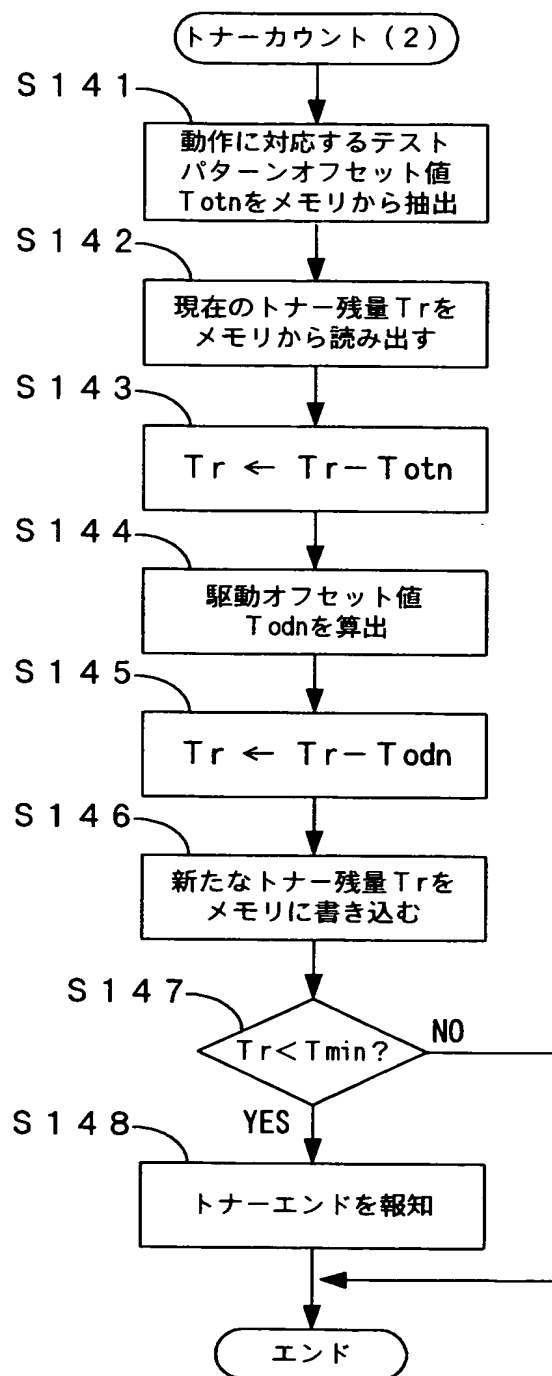 トナーカウント(2)
S141
動作に対応するテスト
パターンオフセット値
Totnをメモリから抽出
S142
現在のトナー残量Trを
メモリから読み出す
S143
Tr ← Tr-Totn
S144
駆動オフセット値
Todnを算出
S145
Tr ← Tr-Todn
S146
新たなトナー残量Trを
メモリに書き込む
S147
Tr<Tmin?
NO
YES
S148
トナーエンドを報知
エンド